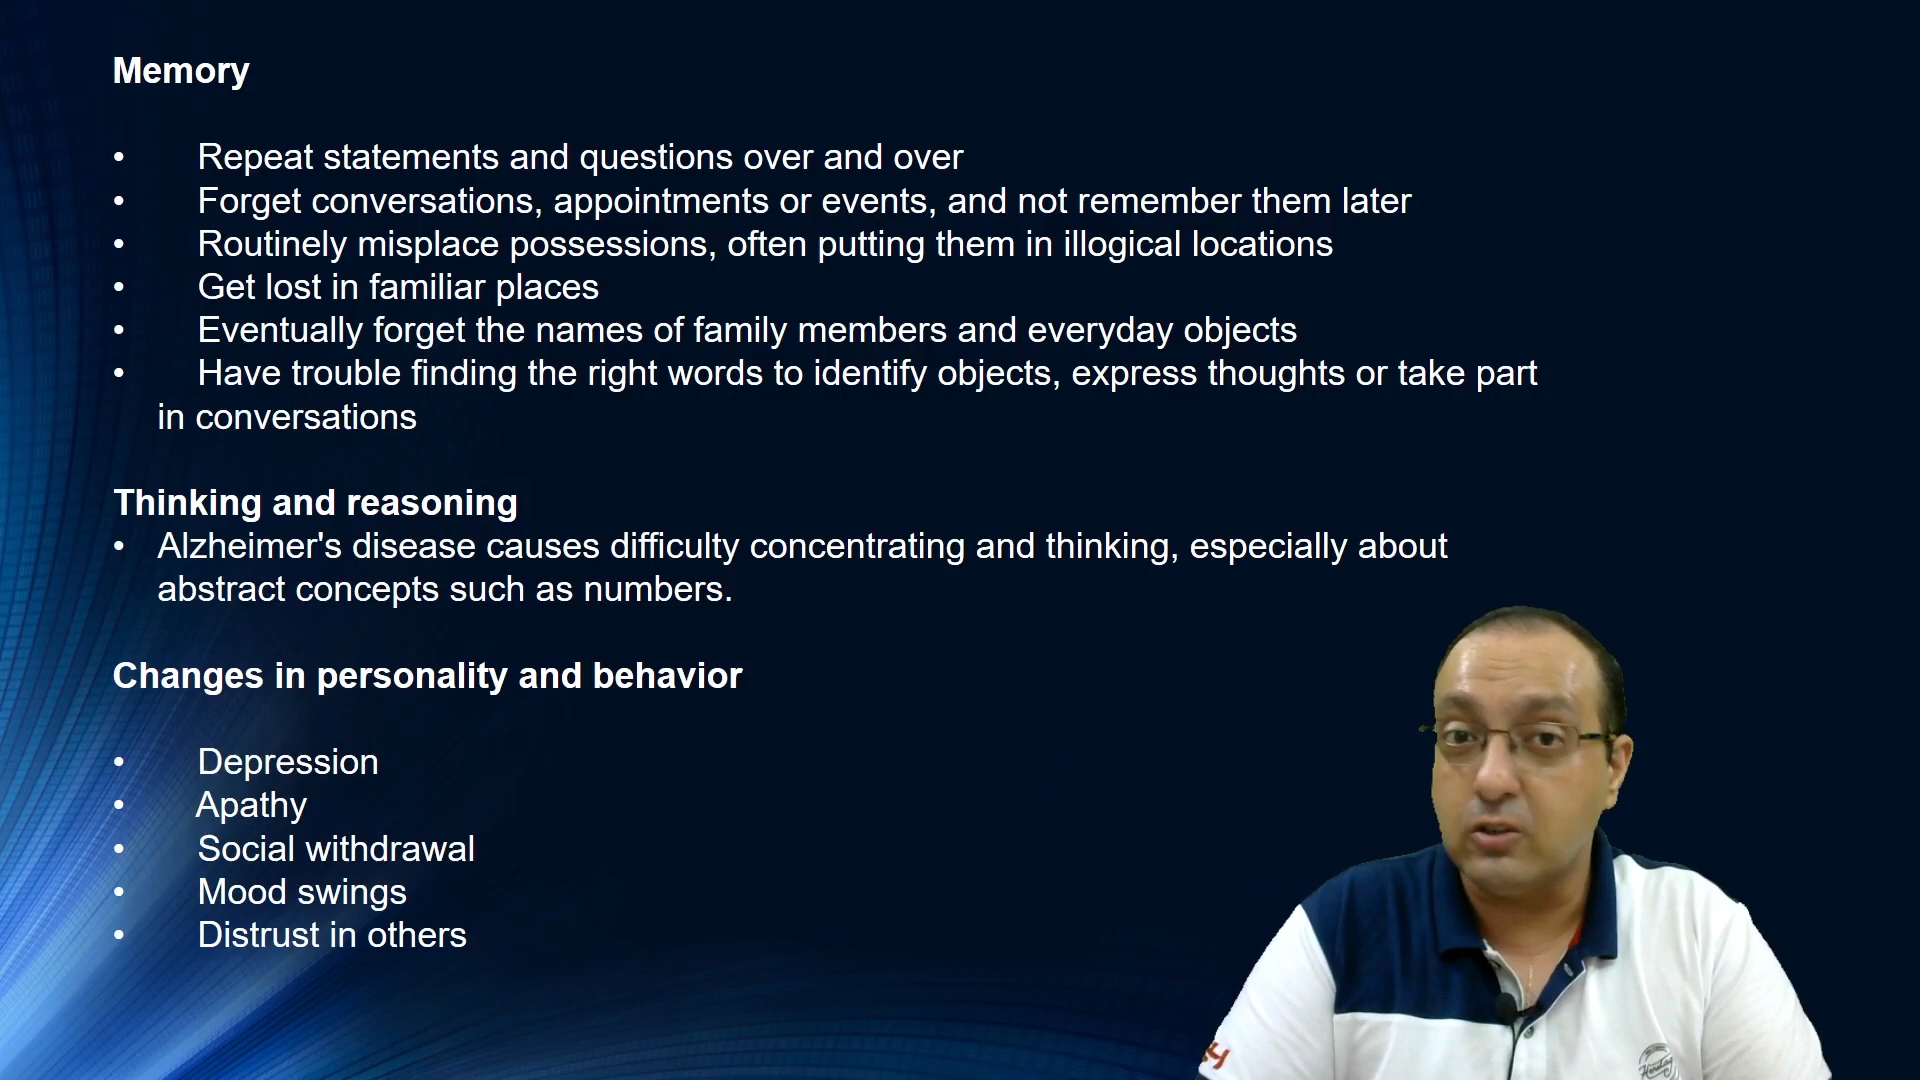 Memory
• Repeat statements and questions over and over
• Forget conversations, appointments or events, and not remember them later
• Routinely misplace possessions, often putting them in illogical locations
• Get lost in familiar places
• Eventually forget the names of family members and everyday objects
• Have trouble finding the right words to identify objects, express thoughts or take part
in conversations
Thinking and reasoning
• Alzheimer's disease causes difficulty concentrating and thinking, especially about
abstract concepts such as numbers.
Changes in personality and behavior
• Depression
• Apathy
• Social withdrawal
• Mood swings
• Distrust in others